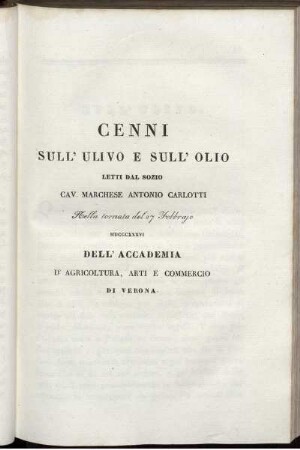 CENNI
SULL' ULIVO E SULL' OLIO
LETTI DAL SOZIO
CAV. MARCHESE ANTONIO CARLOTTI
Nella tornata del 27 Febbrajo
MDCCCXXXVI
DELL' ACCADEMIA
D' AGRICOLTURA, ARTI E COMMERCIO
DI VERONA